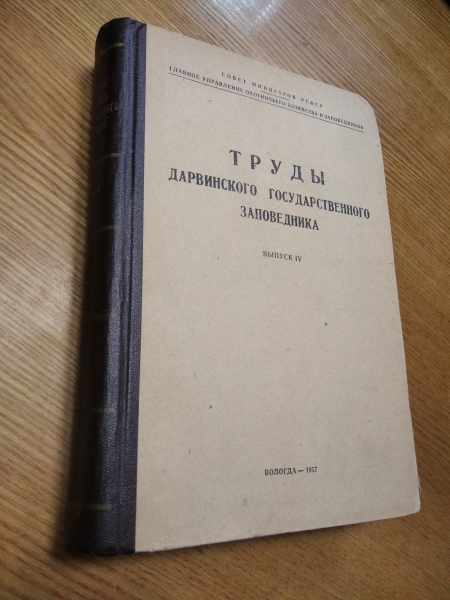 СОВЕТ МИНИСТРОВ РСФСР
ГЛАВНОЕ УПРАВЛЕНИЕ ОХОТНИЧЬЕГО ХОЗЯЙСТВА И ЗАПОВЕДНИКОВ
ТРУДЫ
ДАРВИНСКОГО ГОСУДАРСТВЕННОГО
ЗАПОВЕДНИКА
ВЫПУСК IV
ВОЛОГДА — 1957